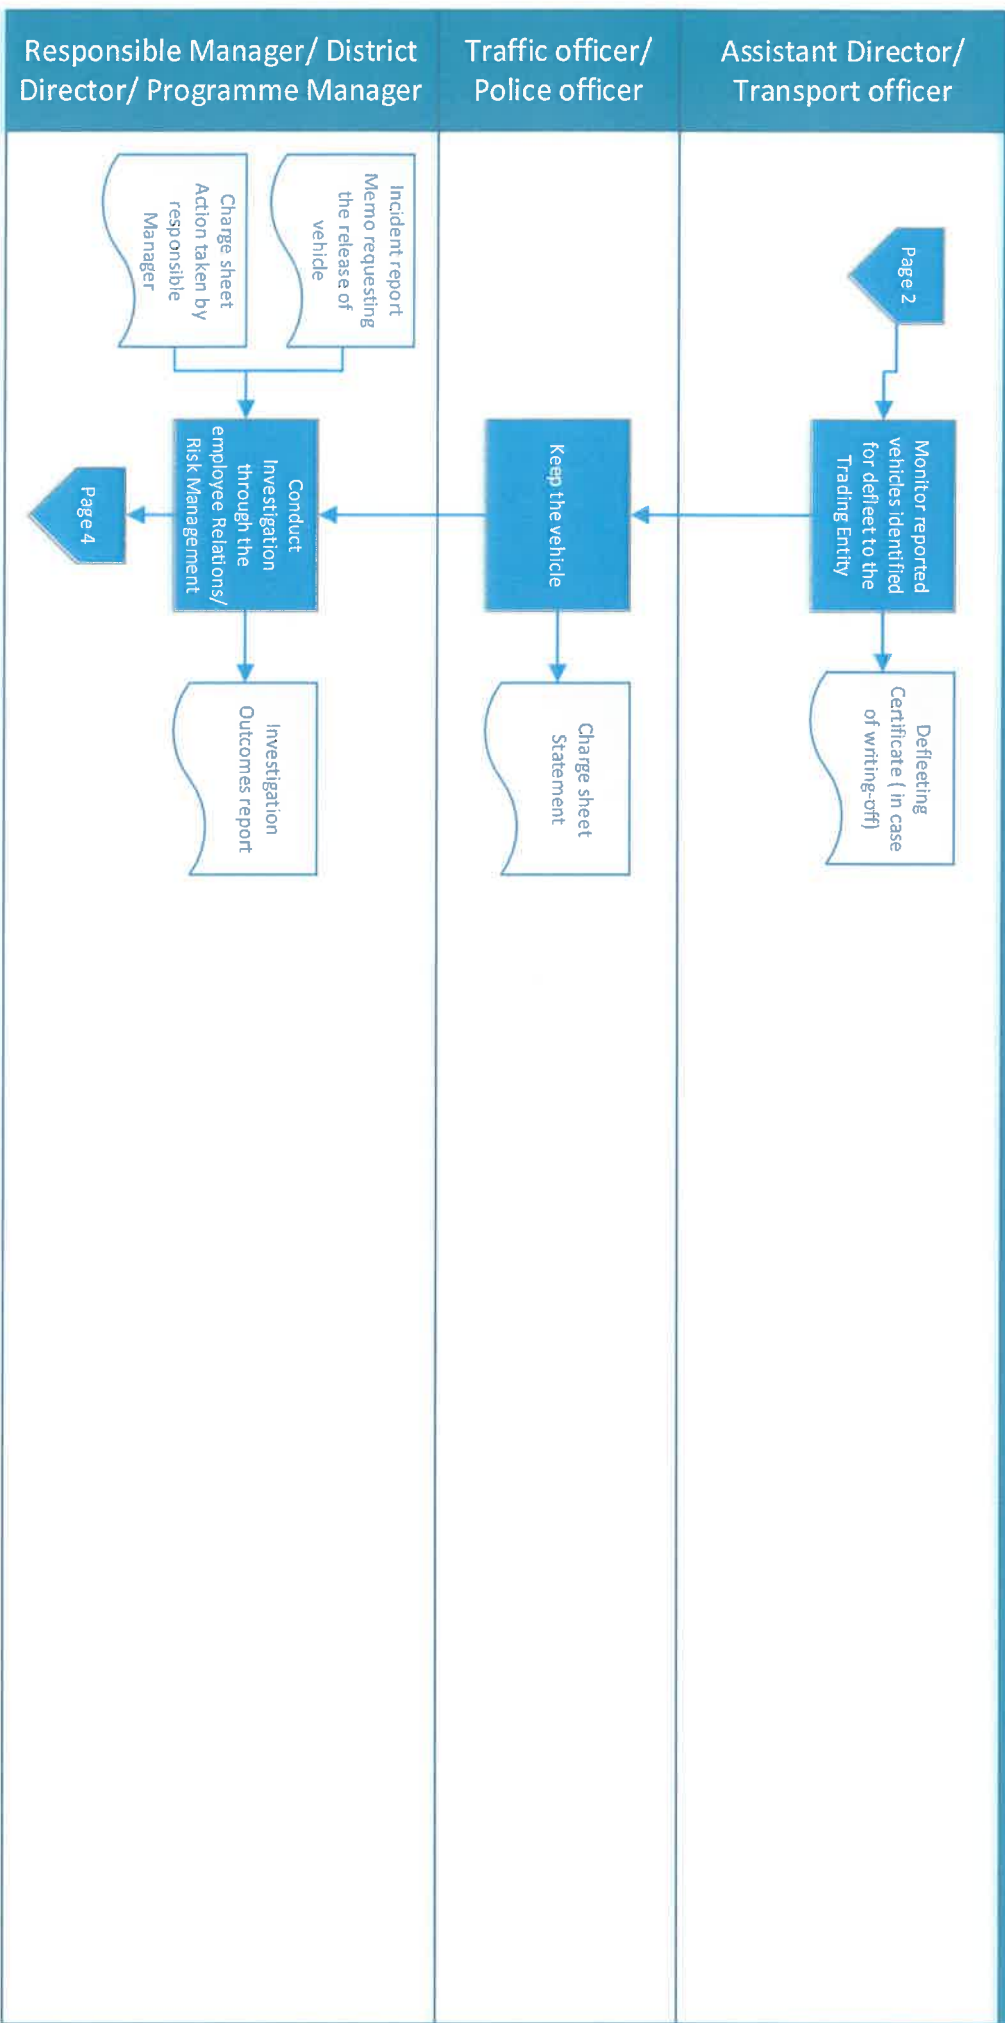 Responsible Manager/ District
Director/ Programme Manager
Traffic officer/
Police officer
Assistant Director/
Transport officer
Page 2
Monitor reported
vehicles identified
for defleet to the
Trading Entity
Defleeting
Certificate ( in case
of writing-off)
Keep the vehicle
Charge sheet
Statement
Incident report
Memo requesting
the release of
vehicle
Charge sheet
Action taken by
responsible
Manager
Conduct
Investigation
through the
employee Relations/
Risk Management
Investigation
Outcomes report
Page 4